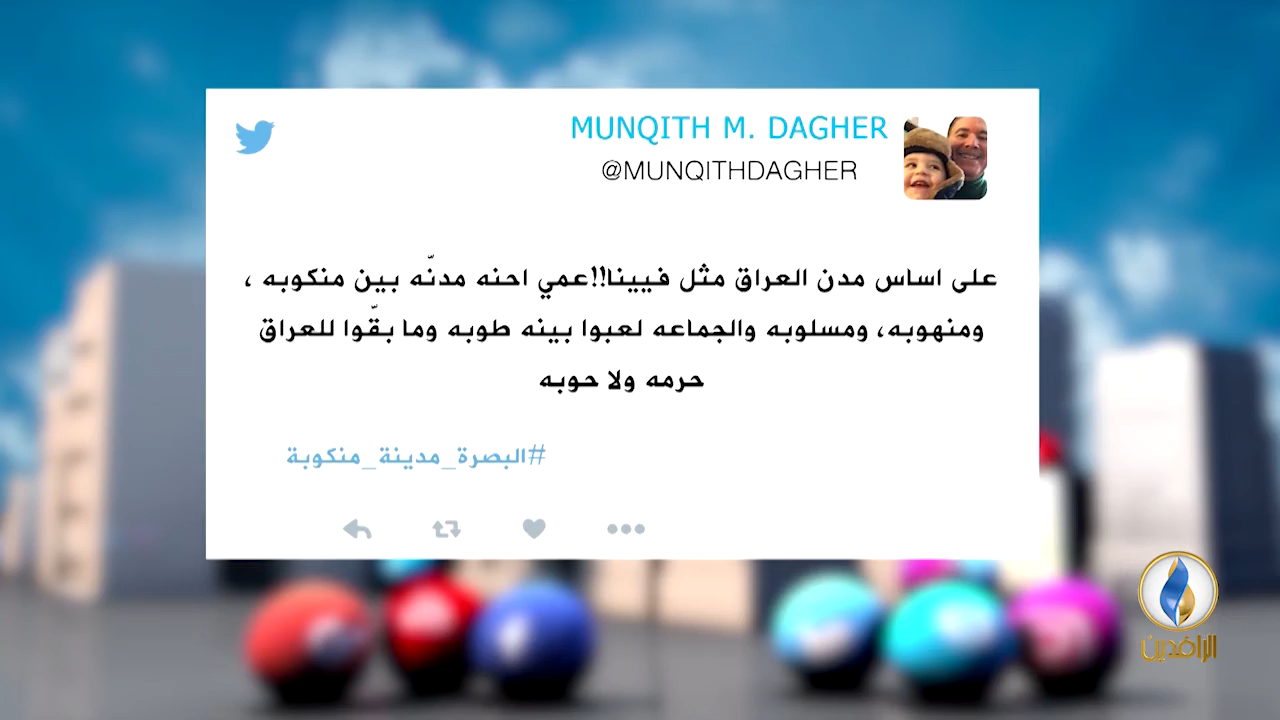 MUNQITH M. DAGHER
@MUNQITHDAGHER
على اساس مدن العراق مثل فيينا!!عمي احنه مدنّه بين منكوبه ،
ومنهوبه، ومسلوبه والجماعه لعبوا بينه طوبه وما بقّوا للعراق
حرمه ولا حوبه
#البصرة_مدينة_منكوبة
الرافدين